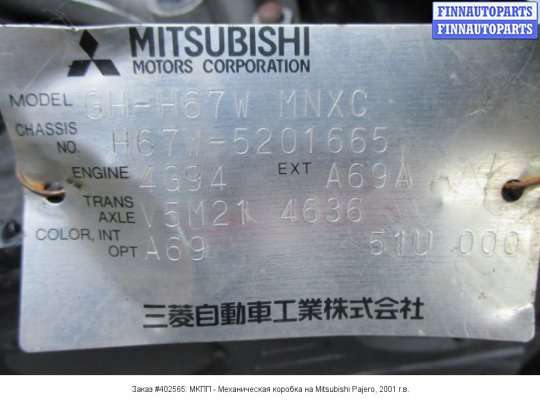 FINNAUTOPARTS
FINNAUTOPARTS
MITSUBISHI
MOTORS CORPORATION
MODEL GH-H67W MNXC
CHASSIS NO. H67W-5201665
ENGINE 4G94 EXT A69A
TRANS AXLE V5M21 4636
COLOR, INT OPT A69 51U 000
三菱自動車工業株式会社
Заказ #402565: МКПП - Механическая коробка на Mitsubishi Pajero, 2001 г.в.